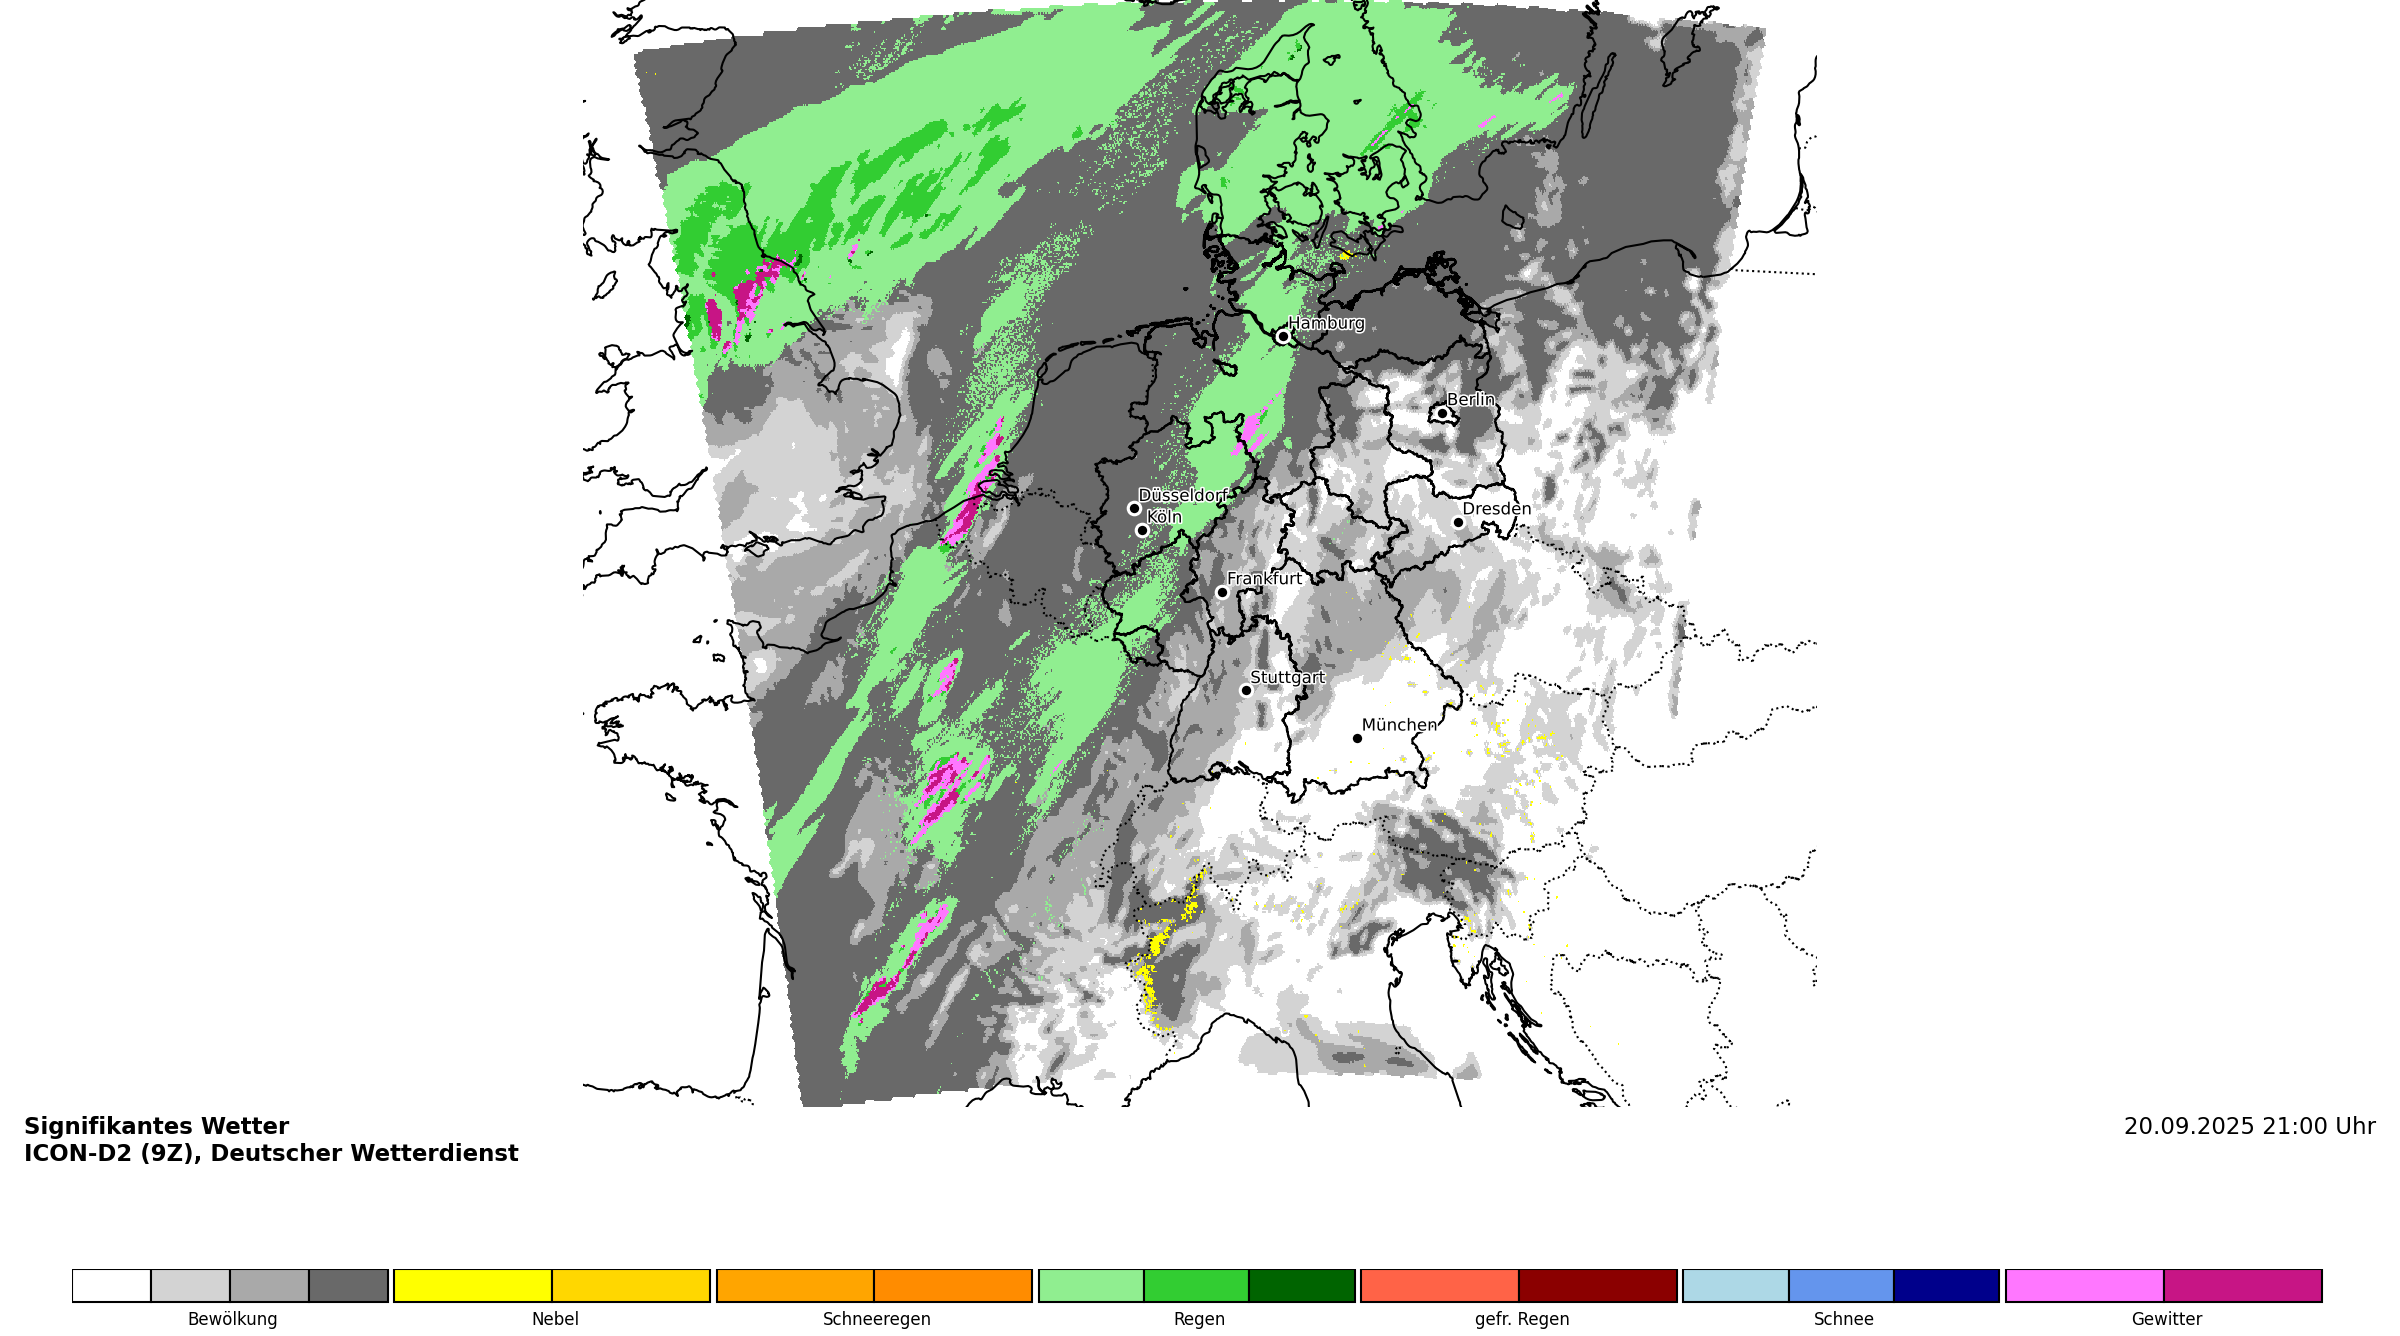 Hamburg
Berlin
Düsseldorf
Köln
Dresden
Frankfurt
Stuttgart
München
Signifikantes Wetter
ICON-D2 (9Z), Deutscher Wetterdienst
20.09.2025 21:00 Uhr
Bewölkung
Nebel
Schneeregen
Regen
gefr. Regen
Schnee
Gewitter